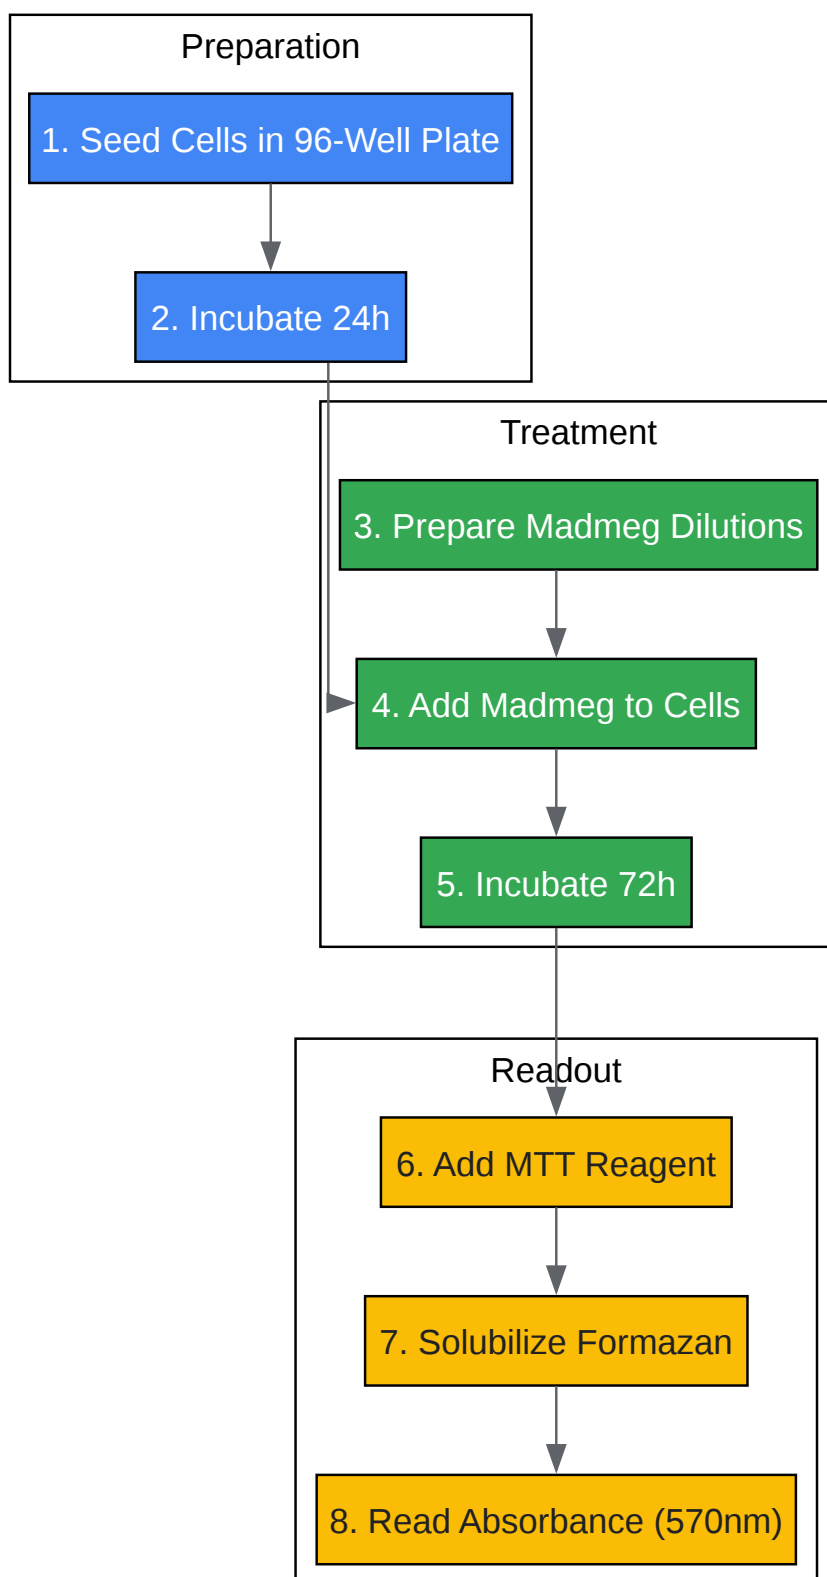 Preparation
1. Seed Cells in 96-Well Plate
2. Incubate 24h
Treatment
3. Prepare Madmeg Dilutions
4. Add Madmeg to Cells
5. Incubate 72h
Readout
6. Add MTT Reagent
7. Solubilize Formazan
8. Read Absorbance (570nm)